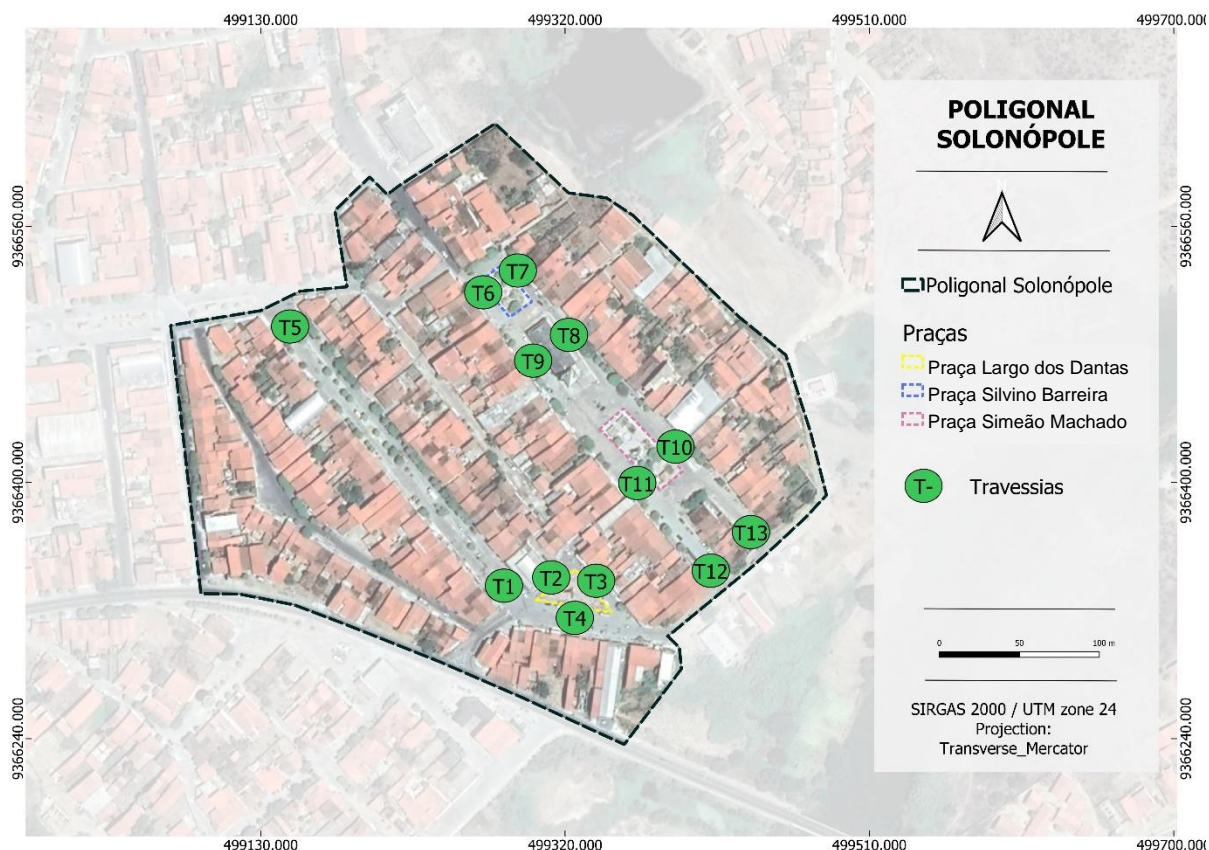 499130.000
499320.000
499510.000
499700.000
9366560.000
9366400.000
9366240.000
T7
T6
T5
T8
T9
T10
T11
T13
T12
T1
T2
T3
T4
POLIGONAL
SOLONÓPOLE
Poligonal Solonópole
Praças
Praça Largo dos Dantas
Praça Silvino Barreira
Praça Simeão Machado
T- Travessias
0 50 100 m
SIRGAS 2000 / UTM zone 24
Projection:
Transverse_Mercator
9366560.000
9366400.000
9366240.000
499130.000
499320.000
499510.000
499700.000